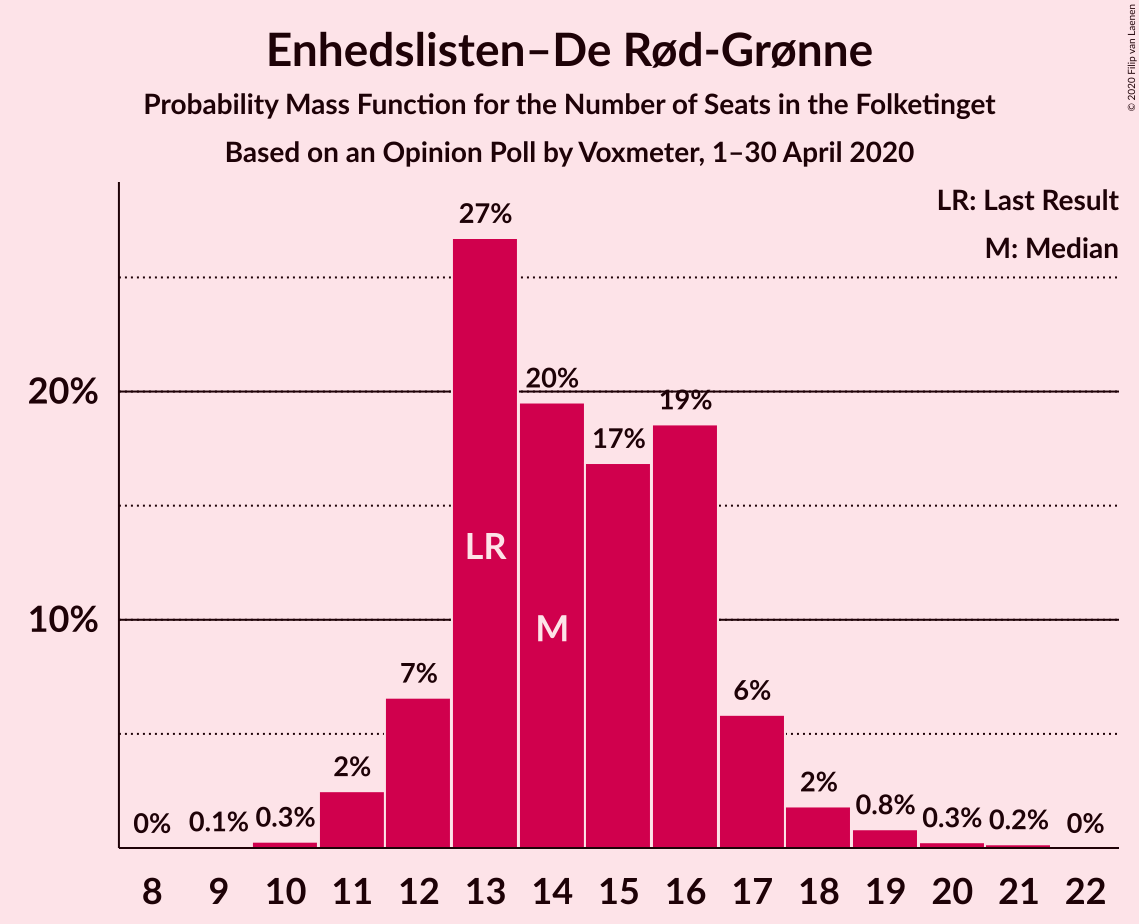 Enhedslisten–De Rød-Grønne
Probability Mass Function for the Number of Seats in the Folketinget
Based on an Opinion Poll by Voxmeter, 1–30 April 2020
© 2020 Filip van Laenen
LR: Last Result
M: Median
20%
10%
0%
0.1%
0.3%
2%
7%
27%
20%
17%
19%
6%
2%
0.8%
0.3%
0.2%
0%
LR
M
8 9 10 11 12 13 14 15 16 17 18 19 20 21 22